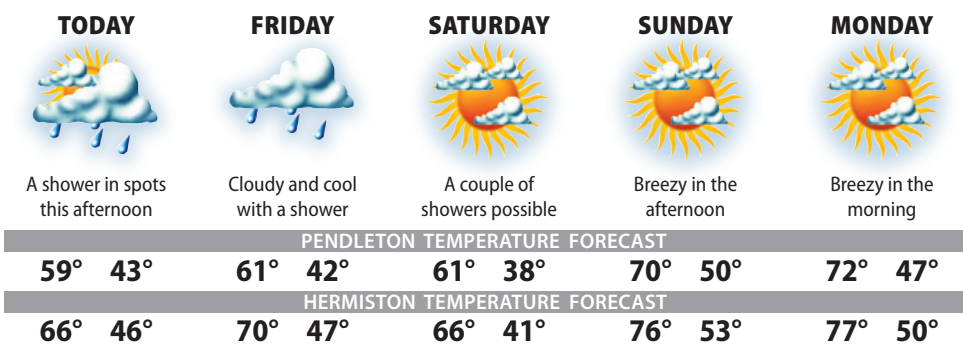 TODAY FRIDAY SATURDAY SUNDAY MONDAY
A shower in spots
this afternoon
Cloudy and cool
with a shower
A couple of
showers possible
Breezy in the
afternoon
Breezy in the
morning
PENDLETON TEMPERATURE FORECAST
59° 43° 61° 42° 61° 38° 70° 50° 72° 47°
HERMISTON TEMPERATURE FORECAST
66° 46° 70° 47° 66° 41° 76° 53° 77° 50°